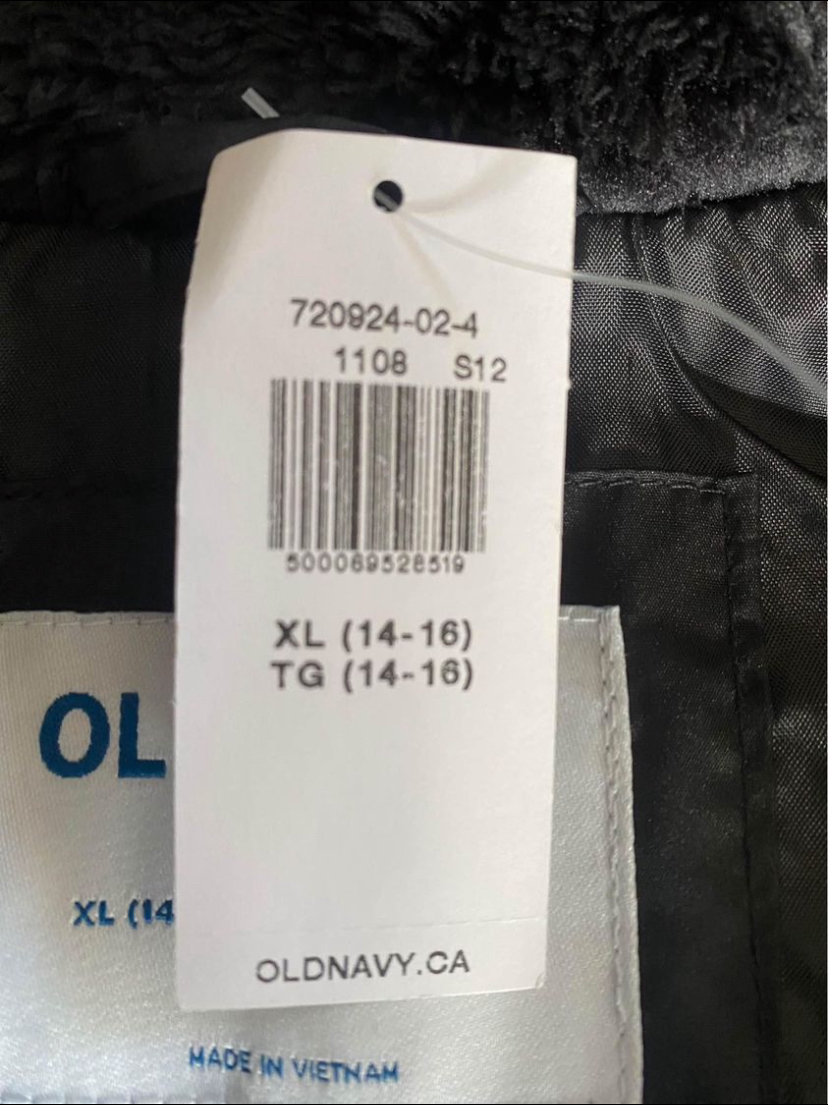 720924-02-4
1108 S12
500069528519
XL (14-16)
TG (14-16)
OL
XL (14
OLDNAVY.CA
MADE IN VIETNAM